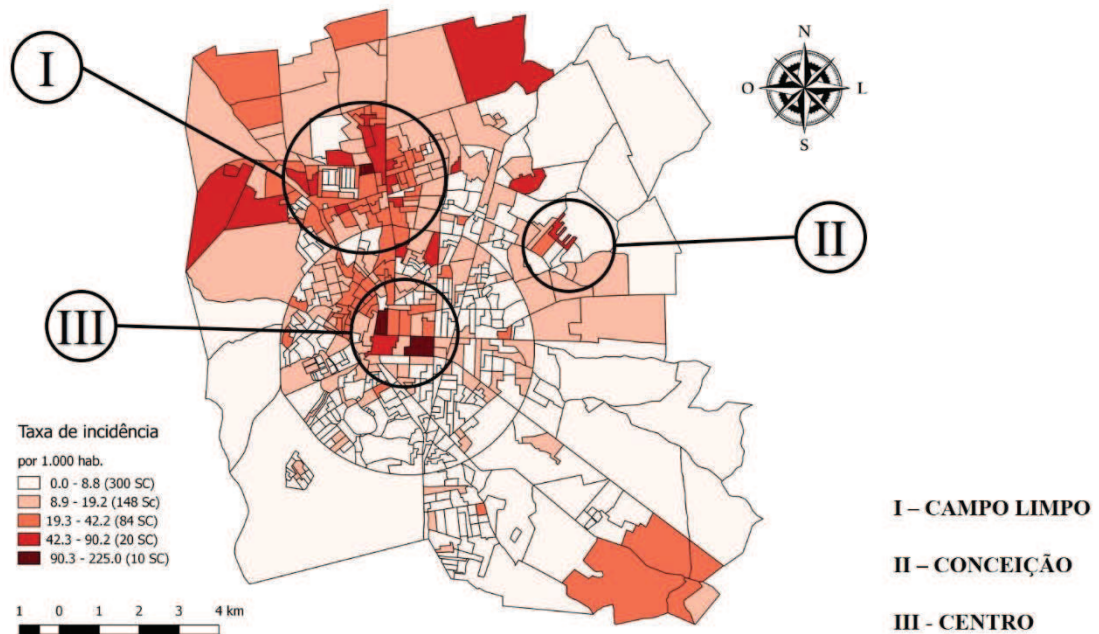 I
N
O
L
S
II
III
Taxa de incidência
por 1.000 hab.
0.0 - 8.8 (300 SC)
8.9 - 19.2 (148 Sc)
19.3 - 42.2 (84 SC)
42.3 - 90.2 (20 SC)
90.3 - 225.0 (10 SC)
1 0 1 2 3 4 km
I – CAMPO LIMPO
II – CONCEIÇÃO
III - CENTRO